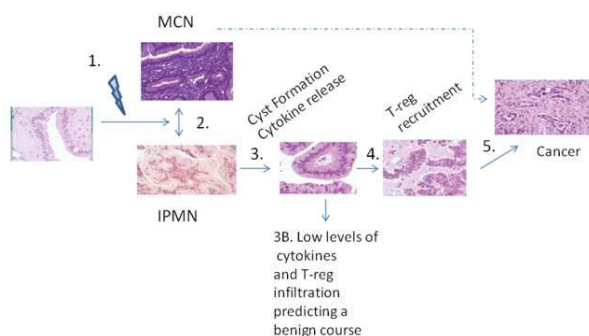 MCN
1.
2.
IPMN
Cyst Formation
Cytokine release
3.
4.
T-reg
recruitment
5.
Cancer
3B. Low levels of
cytokines
and T-reg
infiltration
predicting a
benign course